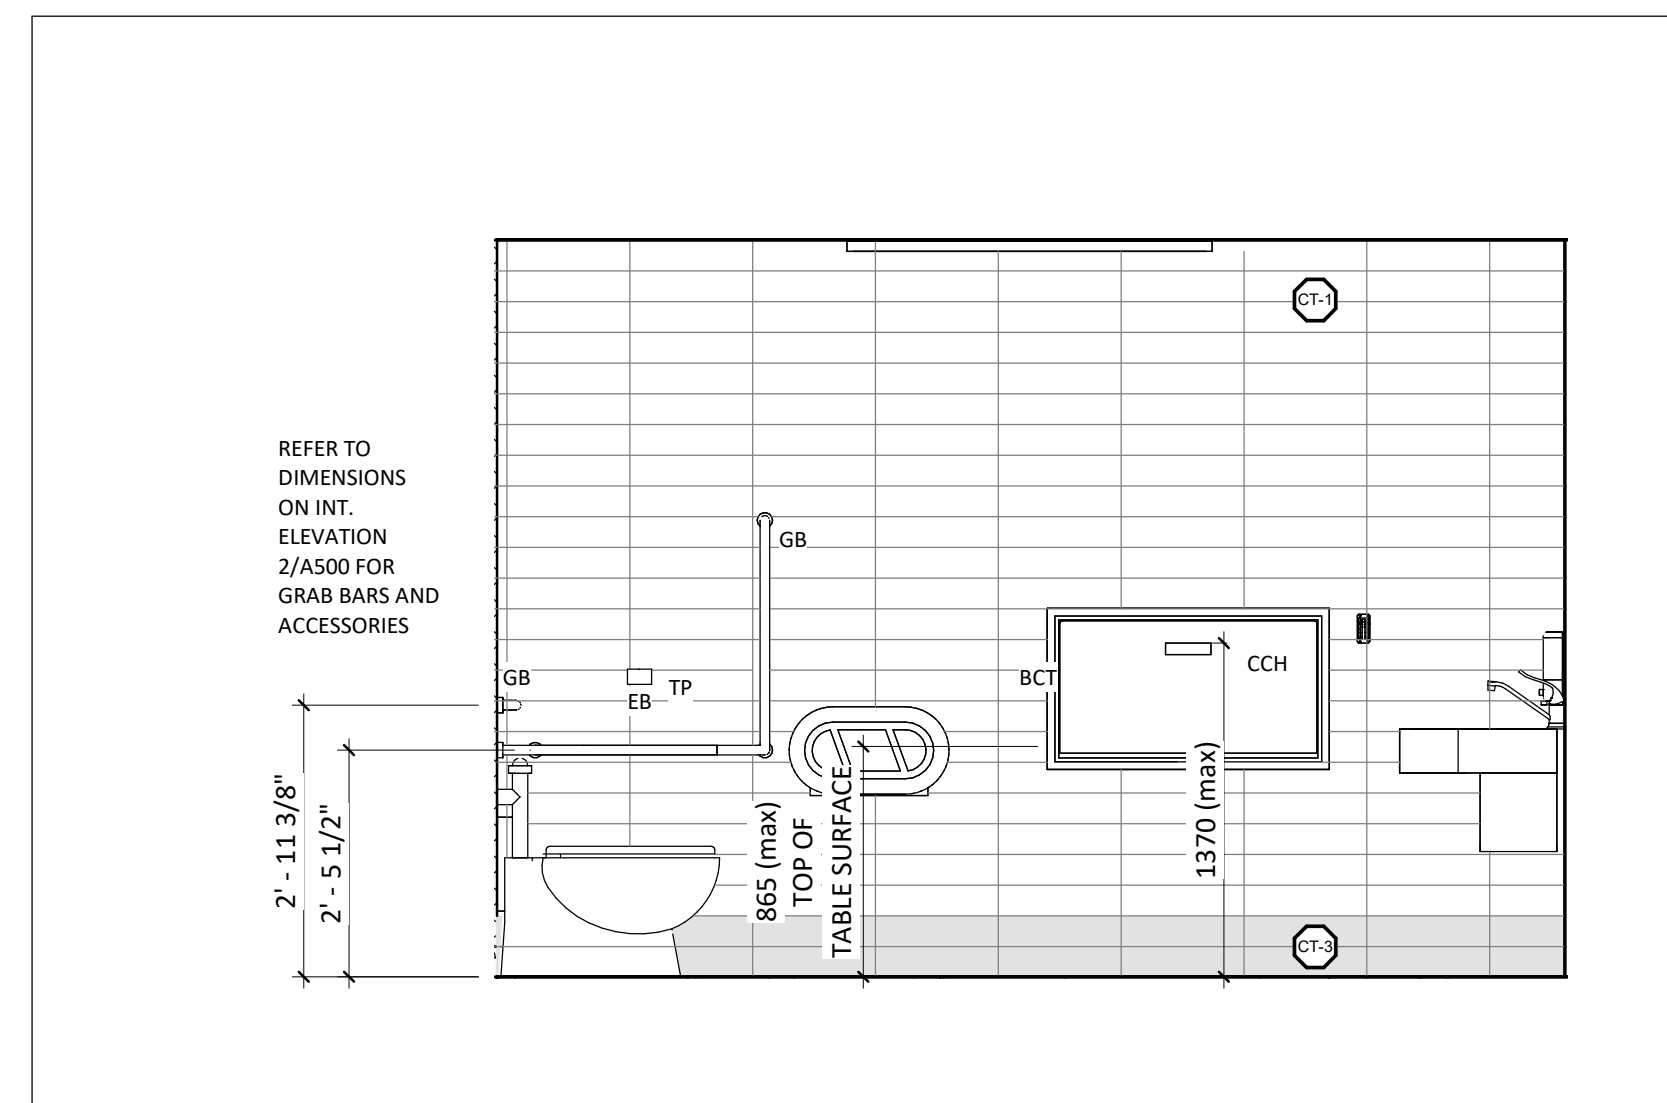 CT-1
REFER TO
DIMENSIONS
ON INT.
ELEVATION
2/A500 FOR
GRAB BARS AND
ACCESSORIES
GB
GB
EB
TP
BCT
CCH
2' - 11 3/8"
2' - 5 1/2"
865 (max)
TOP OF
TABLE SURFACE
1370 (max)
CT-3